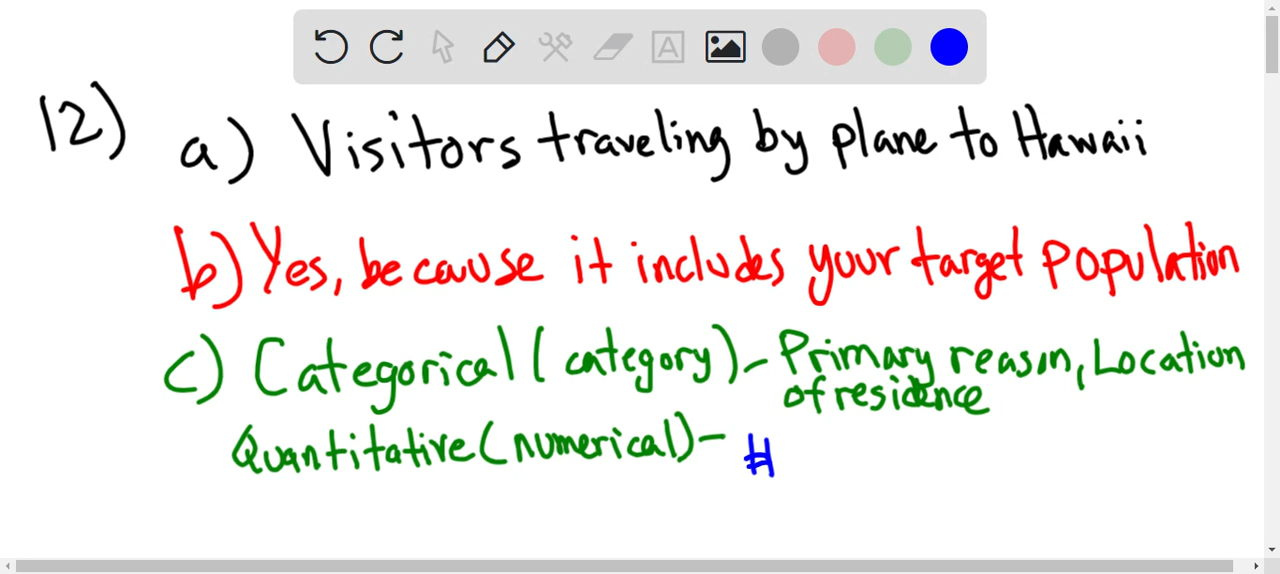 12) a) Visitors traveling by plane to Hawaii
b) Yes, because it includes your target population
c) Categorical (category) - Primary reason, Location
of residence
Quantitative (numerical) - #